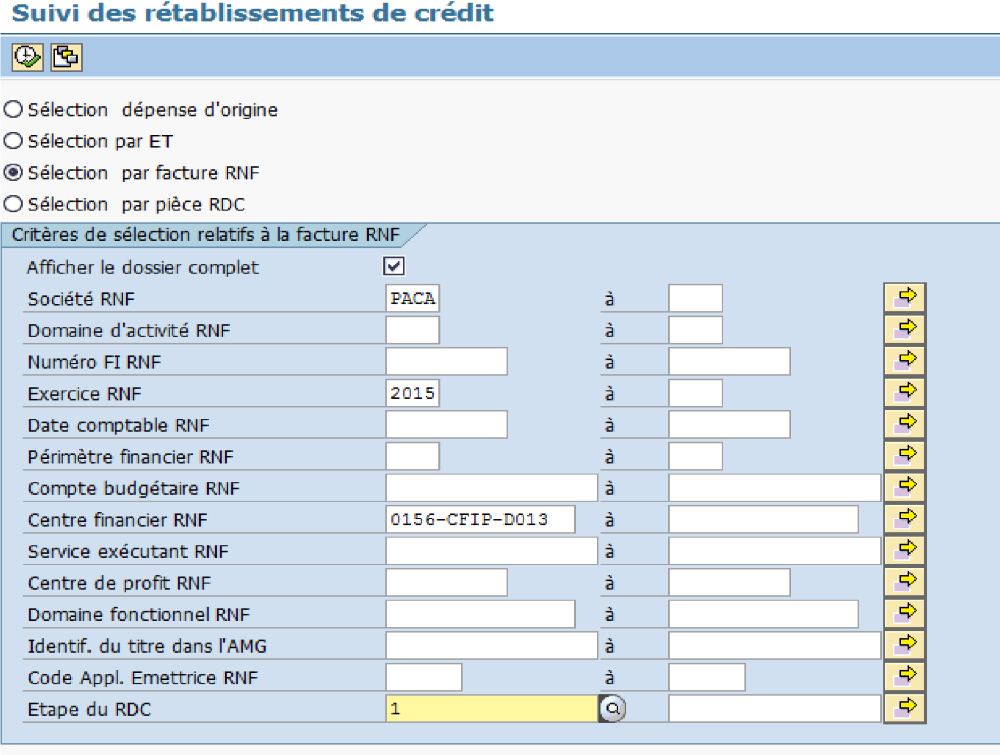 Suivi des rétablissements de crédit
Sélection dépense d'origine
Sélection par ET
Sélection par facture RNF
Sélection par pièce RDC
Critères de sélection relatifs à la facture RNF
Afficher le dossier complet
Société RNF PACA à
Domaine d'activité RNF à
Numéro FI RNF à
Exercice RNF 2015 à
Date comptable RNF à
Périmètre financier RNF à
Compte budgétaire RNF à
Centre financier RNF 0156-CFIP-D013 à
Service exécutant RNF à
Centre de profit RNF à
Domaine fonctionnel RNF à
Identif. du titre dans l'AMG à
Code Appl. Emettrice RNF à
Etape du RDC 1